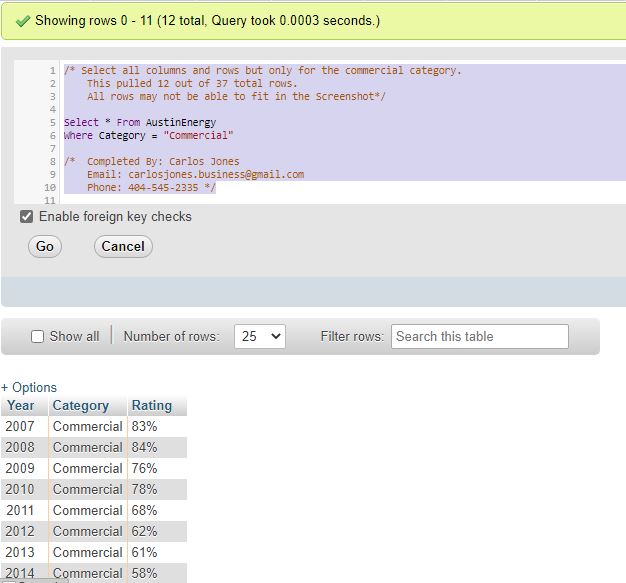 Showing rows 0 - 11 (12 total, Query took 0.0003 seconds.)
1 /* Select all columns and rows but only for the commercial category.
2 This pulled 12 out of 37 total rows.
3 All rows may not be able to fit in the Screenshot*/
4
5 Select * From AustinEnergy
6 Where Category = "Commercial"
7
8 /* Completed By: Carlos Jones
9 Email: carlosjones.business@gmail.com
10 Phone: 404-545-2335 */
11
Enable foreign key checks
Go Cancel
Show all Number of rows: 25 Filter rows: Search this table
+ Options
Year Category Rating
2007 Commercial 83%
2008 Commercial 84%
2009 Commercial 76%
2010 Commercial 78%
2011 Commercial 68%
2012 Commercial 62%
2013 Commercial 61%
2014 Commercial 58%